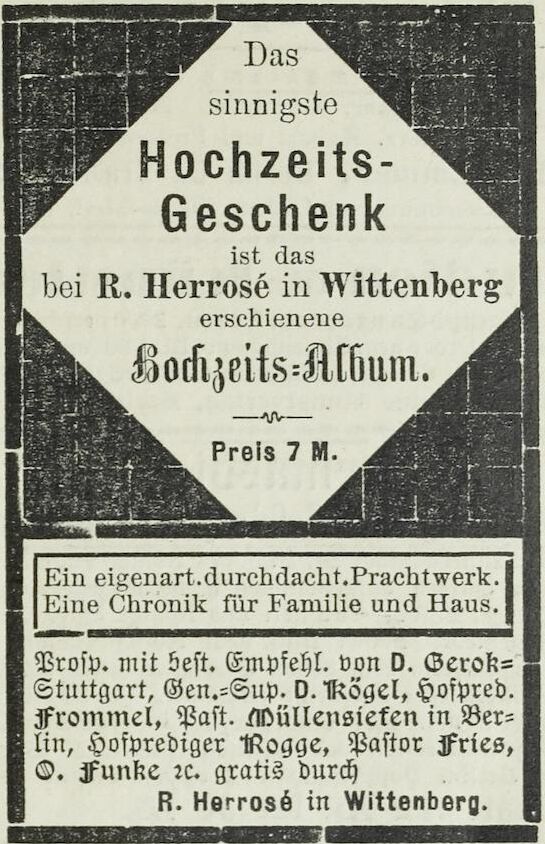 Das
sinnigste
Hochzeits-
Geschenk
ist das
bei R. Herrosé in Wittenberg
erschienene
Hochzeits-Album.
Preis 7 M.
Ein eigenart. durchdacht. Prachtwerk.
Eine Chronik für Familie und Haus.
Prosp. mit best. Empfehl. von D. Gerok-
Stuttgart, Gen.-Sup. D. Kögel, Hofpred.
Frommel, Past. Müllensiefen in Ber-
lin, Hofprediger Rogge, Pastor Fries,
O. Funke ꝛc. gratis durch
R. Herrosé in Wittenberg.